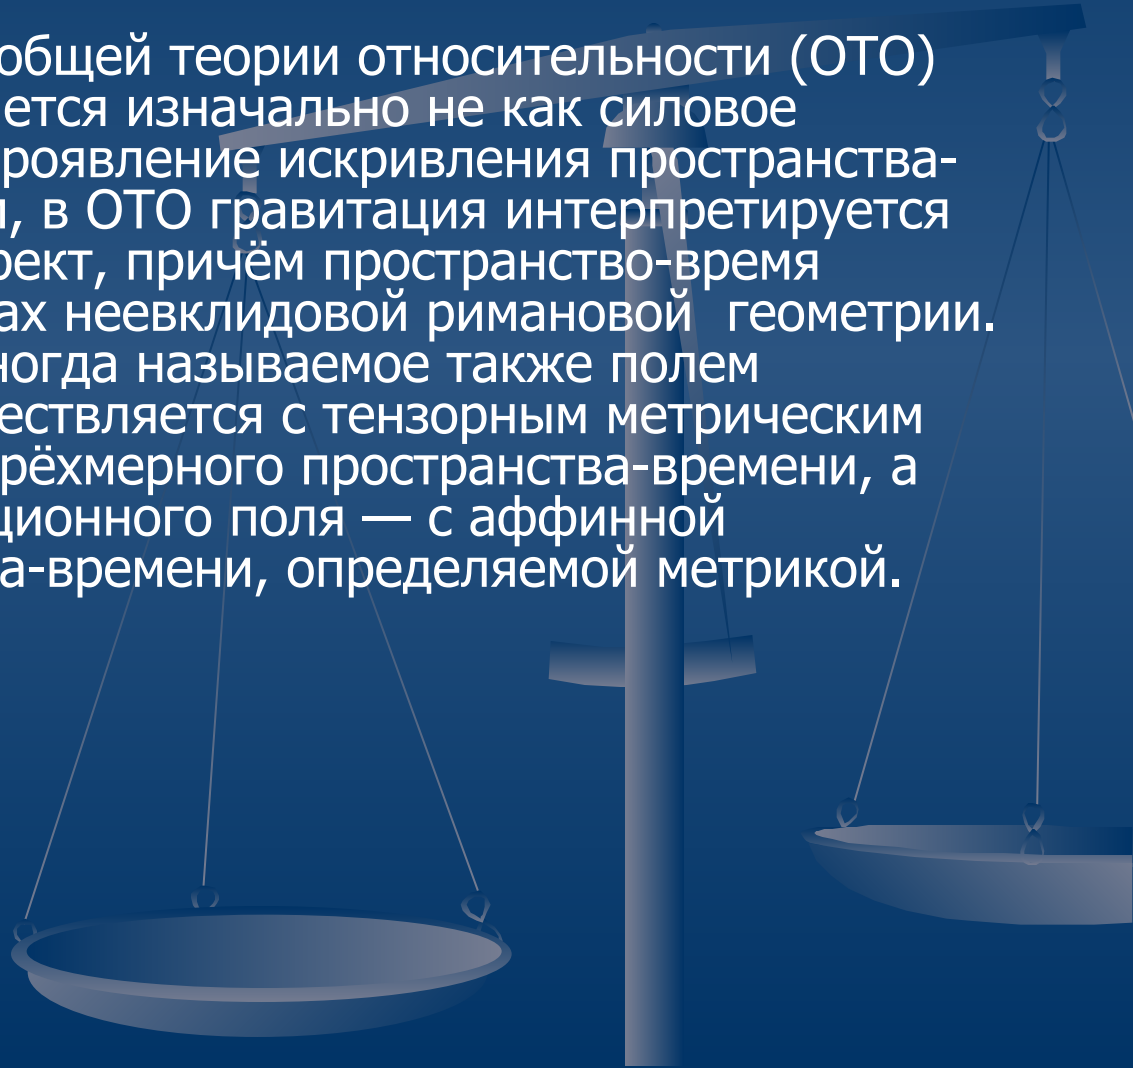 общей теории относительности (ОТО)
ется изначально не как силовое
роявление искривления пространства-
, в ОТО гравитация интерпретируется
ект, причём пространство-время
ах неевклидовой римановой геометрии.
ногда называемое также полем
ествляется с тензорным метрическим
рёхмерного пространства-времени, а
ционного поля — с аффинной
а-времени, определяемой метрикой.